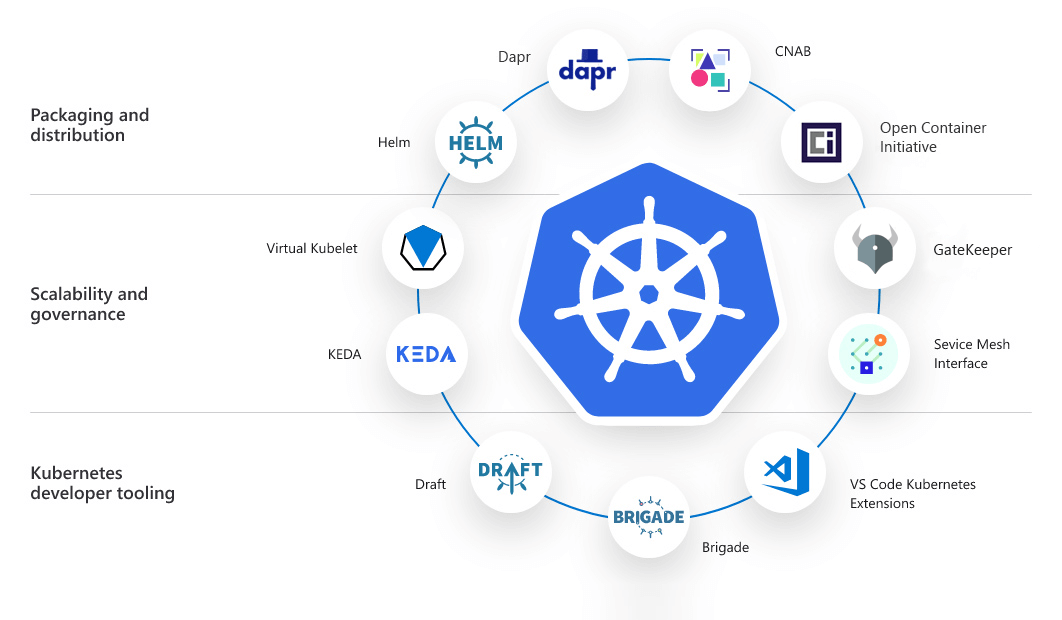 Dapr
dapr
CNAB
Packaging and
distribution
Helm
HELM
Ci
Open Container
Initiative
Virtual Kubelet
GateKeeper
Scalability and
governance
KEDA
KEDA
Sevice Mesh
Interface
Kubernetes
developer tooling
Draft
DRAFT
VS Code Kubernetes
Extensions
BRIGADE
Brigade